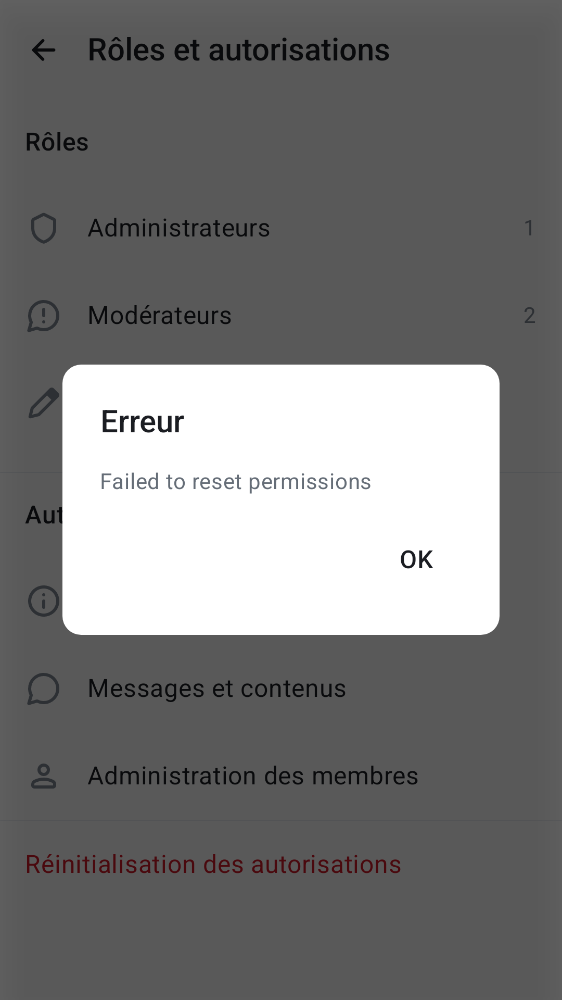 Rôles et autorisations
Rôles
Administrateurs 1
Modérateurs 2
Erreur
Failed to reset permissions
Aut
OK
Messages et contenus
Administration des membres
Réinitialisation des autorisations